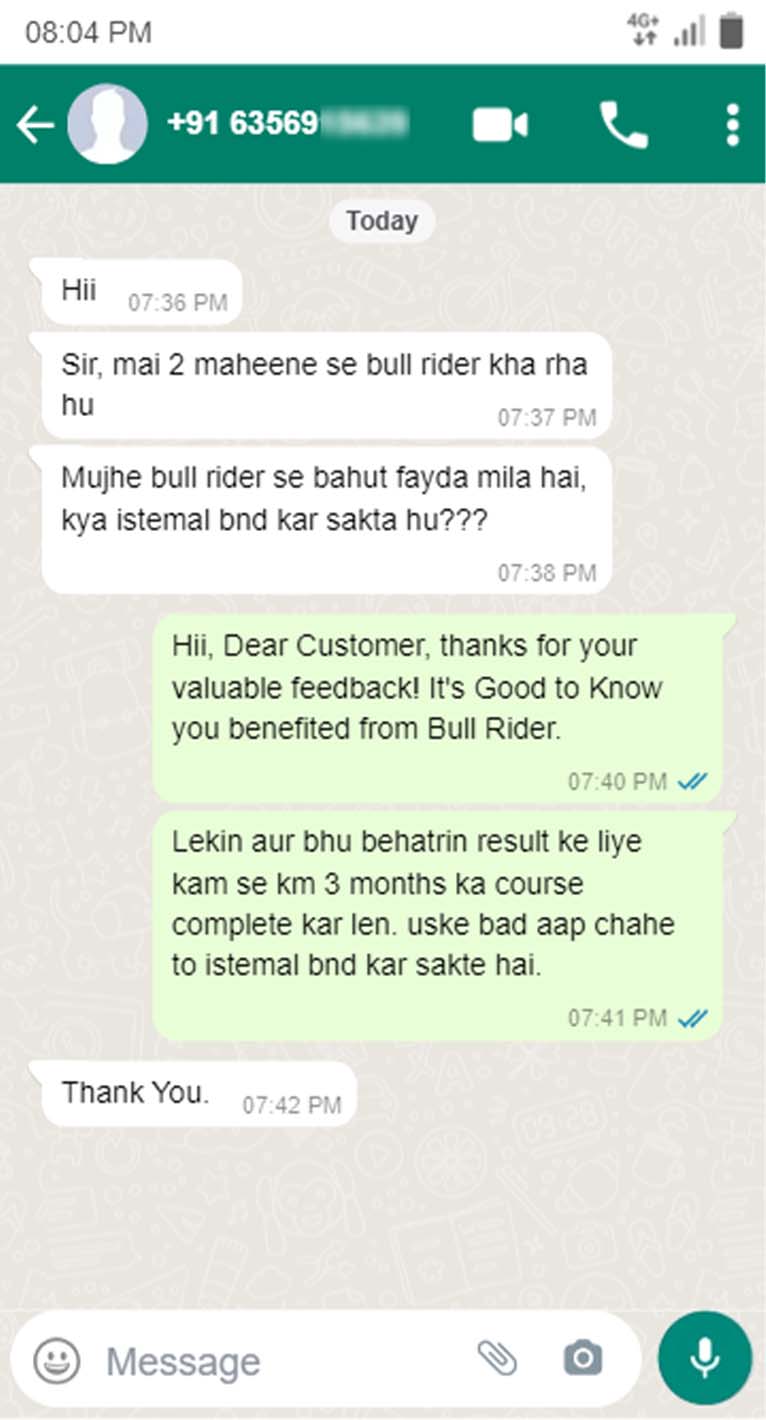 08:04 PM
4G+
+91 63569
Today
Hii 07:36 PM
Sir, mai 2 maheene se bull rider kha rha
hu 07:37 PM
Mujhe bull rider se bahut fayda mila hai,
kya istemal bnd kar sakta hu???
07:38 PM
Hii, Dear Customer, thanks for your
valuable feedback! It's Good to Know
you benefited from Bull Rider.
07:40 PM
Lekin aur bhu behatrin result ke liye
kam se km 3 months ka course
complete kar len. uske bad aap chahe
to istemal bnd kar sakte hai.
07:41 PM
Thank You. 07:42 PM
Message